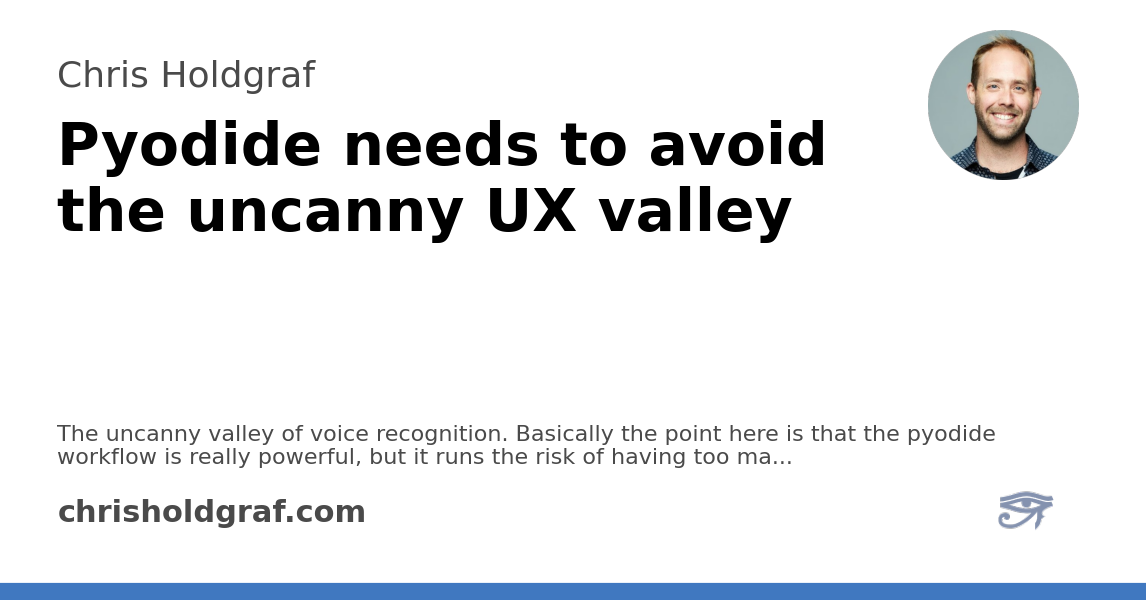 Chris Holdgraf
Pyodide needs to avoid
the uncanny UX valley
The uncanny valley of voice recognition. Basically the point here is that the pyodide
workflow is really powerful, but it runs the risk of having too ma...
chrisholdgraf.com